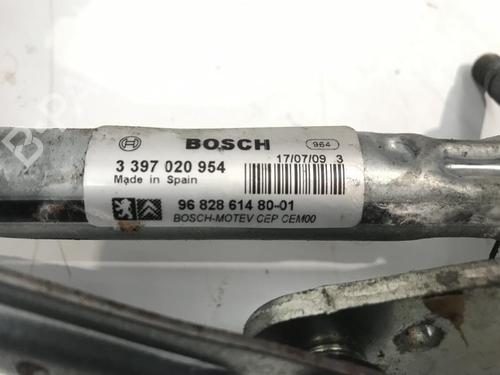 BOSCH
964
3 397 020 954
17/07/09 3
Made in Spain
96 828 614 80-01
BOSCH-MOTEV CEP CEM00